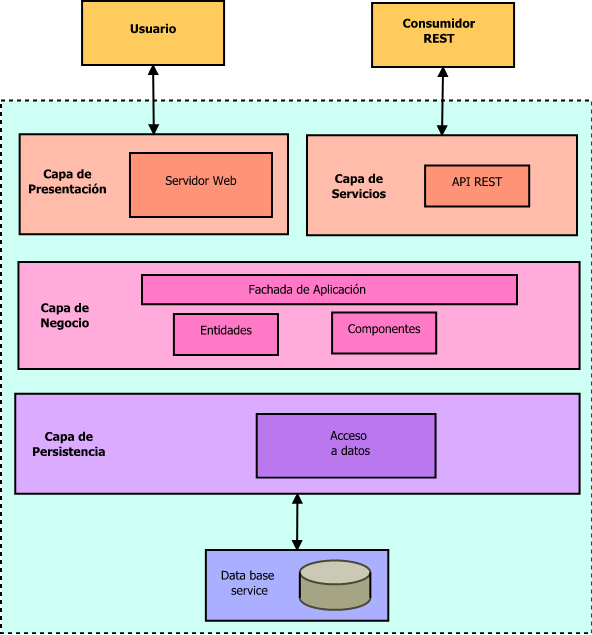 Usuario
Consumidor
REST
Capa de
Presentación
Servidor Web
Capa de
Servicios
API REST
Capa de
Negocio
Fachada de Aplicación
Entidades
Componentes
Capa de
Persistencia
Acceso
a datos
Data base
service